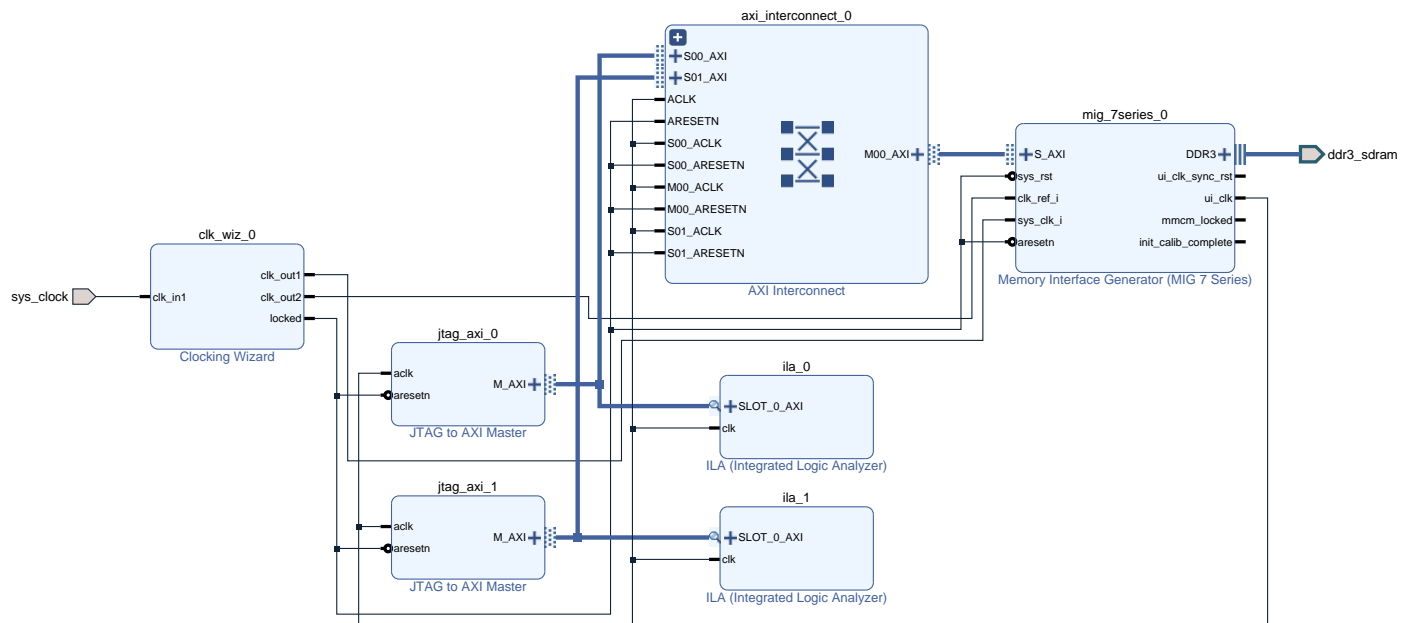 axi_interconnect_0
S00_AXI
S01_AXI
ACLK
ARESETN
S00_ACLK
S00_ARESETN
M00_ACLK
M00_ARESETN
S01_ACLK
S01_ARESETN
M00_AXI
AXI Interconnect
mig_7series_0
S_AXI
sys_rst
clk_ref_i
sys_clk_i
aresetn
DDR3
ui_clk_sync_rst
ui_clk
mmcm_locked
init_calib_complete
Memory Interface Generator (MIG 7 Series)
ddr3_sdram
sys_clock
clk_wiz_0
clk_in1
clk_out1
clk_out2
locked
Clocking Wizard
jtag_axi_0
aclk
aresetn
M_AXI
JTAG to AXI Master
ila_0
SLOT_0_AXI
clk
ILA (Integrated Logic Analyzer)
jtag_axi_1
aclk
aresetn
M_AXI
JTAG to AXI Master
ila_1
SLOT_0_AXI
clk
ILA (Integrated Logic Analyzer)